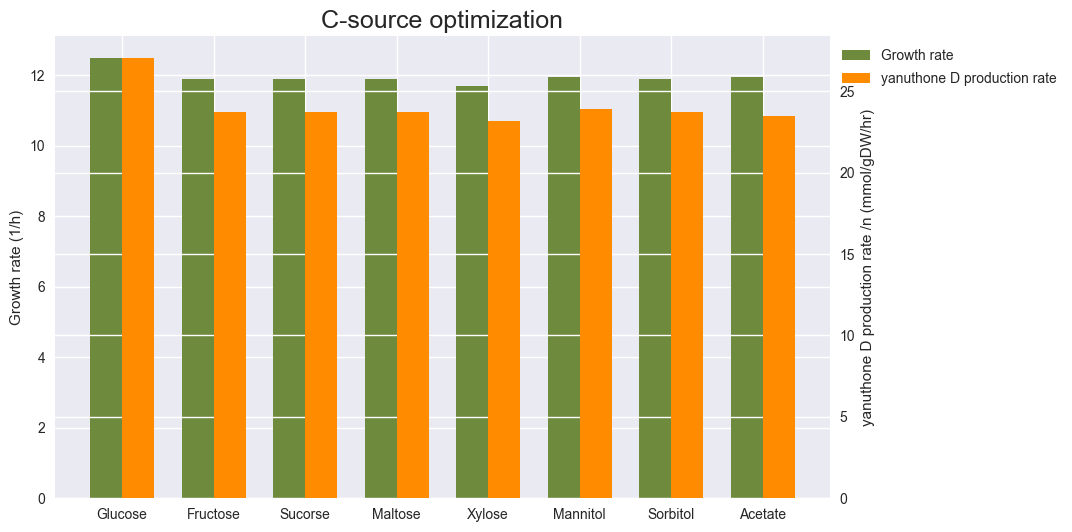 C-source optimization
Growth rate
yanuthone D production rate
Growth rate (1/h)
12
10
8
6
4
2
0
yanuthone D production rate /n (mmol/gDW/hr)
25
20
15
10
5
0
Glucose Fructose Sucorse Maltose Xylose Mannitol Sorbitol Acetate